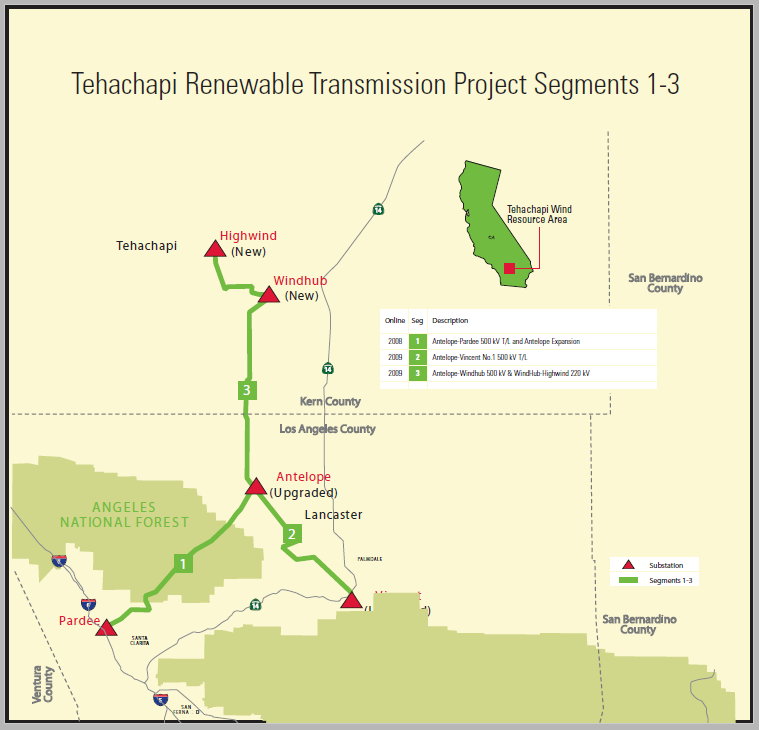 Tehachapi Renewable Transmission Project Segments 1-3
14
Tehachapi Wind
Resource Area
CA
Highwind
(New)
Tehachapi
Windhub
(New)
San Bernardino
County
Online Seg Description
2008 1 Antelope-Pardee 500 kV T/L and Antelope Expansion
2009 2 Antelope-Vincent No.1 500 kV T/L
2009 3 Antelope-Windhub 500 kV & WindHub-Highwind 220 kV
14
3
Kern County
Los Angeles County
Antelope
(Upgraded)
ANGELES
NATIONAL FOREST
Lancaster
2
PALMDALE
1
5
Substation
Segments 1-3
5
14
Pardee
SANTA
CLARITA
San Bernardino
County
Ventura
County
5
SAN